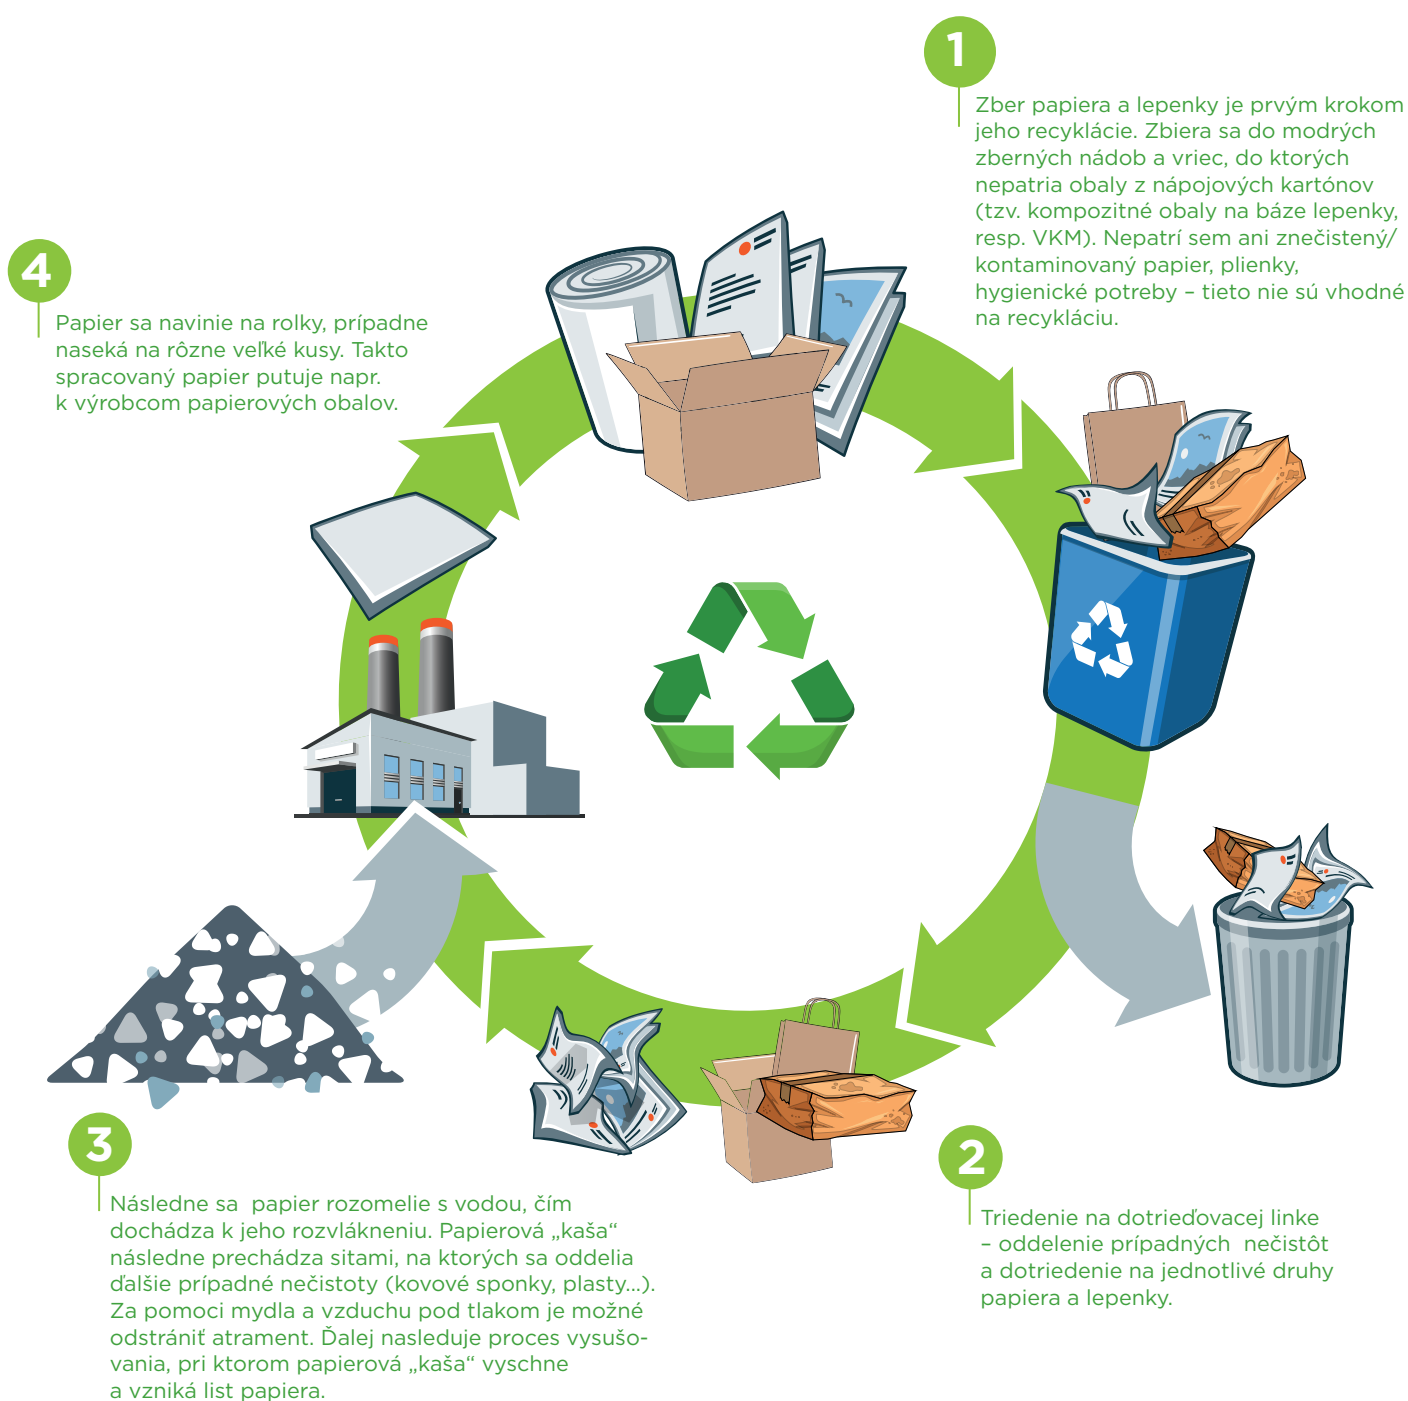 1
Zber papiera a lepenky je prvým krokom
jeho recyklácie. Zbiera sa do modrých
zberných nádob a vriec, do ktorých
nepatria obaly z nápojových kartónov
(tzv. kompozitné obaly na báze lepenky,
resp. VKM). Nepatrí sem ani znečistený/
kontaminovaný papier, plienky,
hygienické potreby – tieto nie sú vhodné
na recykláciu.
4
Papier sa navinie na rolky, prípadne
naseká na rôzne veľké kusy. Takto
spracovaný papier putuje napr.
k výrobcom papierových obalov.
3
Následne sa  papier rozomelie s vodou, čím
dochádza k jeho rozvlákneniu. Papierová „kaša“
následne prechádza sitami, na ktorých sa oddelia
ďalšie prípadné nečistoty (kovové sponky, plasty...).
Za pomoci mydla a vzduchu pod tlakom je možné
odstrániť atrament. Ďalej nasleduje proces vysušo-
vania, pri ktorom papierová „kaša“ vyschne
a vzniká list papiera.
2
Triedenie na dotrieďovacej linke
– oddelenie prípadných  nečistôt
a dotriedenie na jednotlivé druhy
papiera a lepenky.